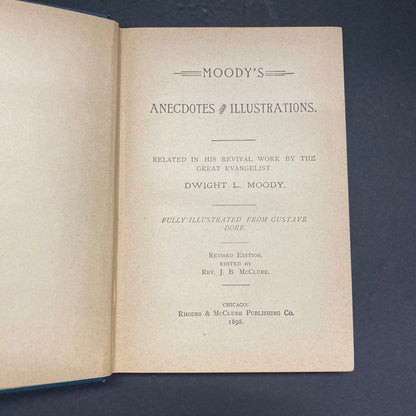 MOODY'S
ANECDOTES AND ILLUSTRATIONS.
RELATED IN HIS REVIVAL WORK BY THE
GREAT EVANGELIST
DWIGHT L. MOODY.
FULLY ILLUSTRATED FROM GUSTAVE
DORE.
REVISED EDITION,
EDITED BY
REV. J. B. MCCLURE.
CHICAGO:
RHODES & MCCLURE PUBLISHING CO.
1898.